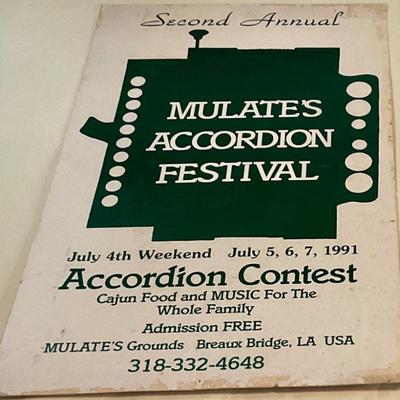 Second Annual
MULATE'S
ACCORDION
FESTIVAL
July 4th Weekend July 5, 6, 7, 1991
Accordion Contest
Cajun Food and MUSIC For The
Whole Family
Admission FREE
MULATE'S Grounds Breaux Bridge, LA USA
318-332-4648